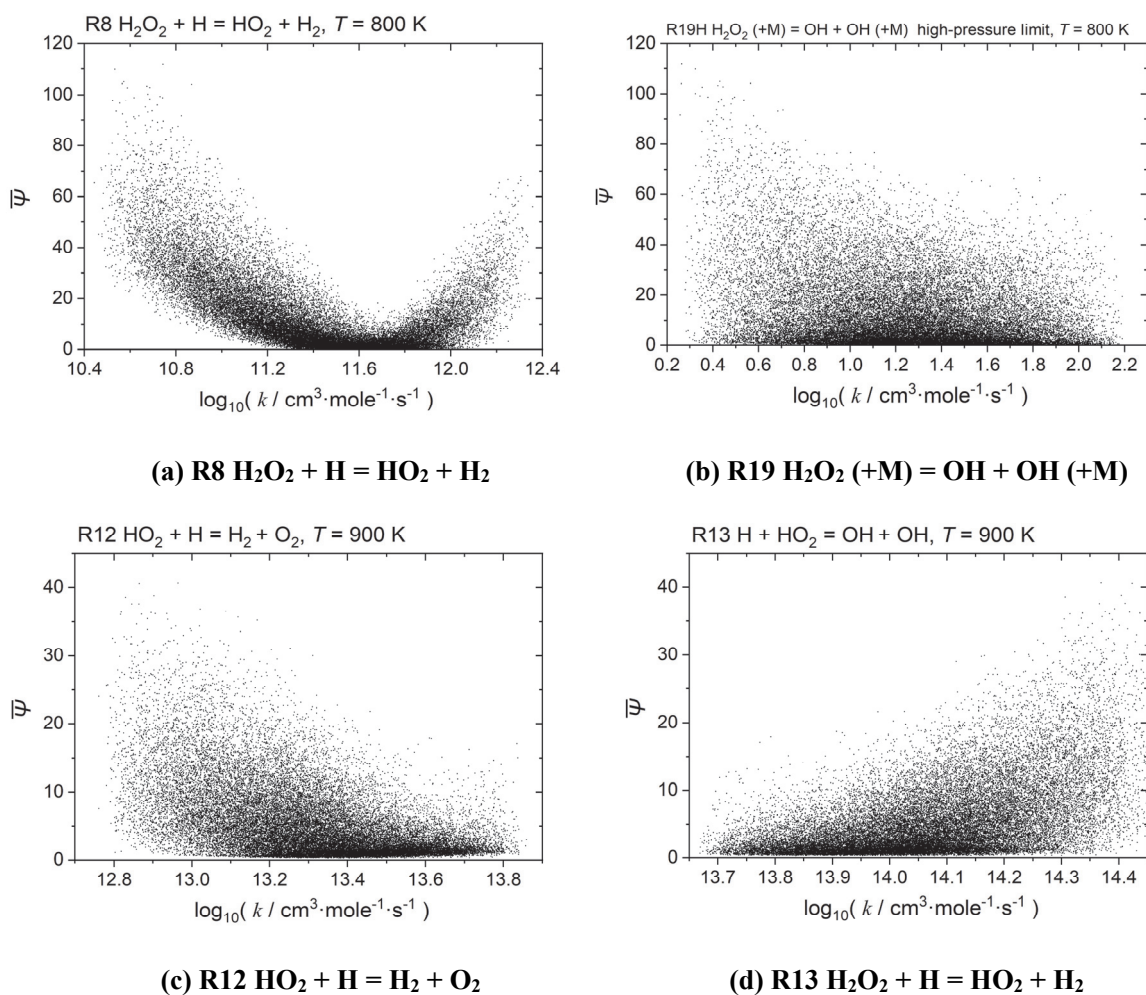 R8 H₂O₂ + H = HO₂ + H₂, T = 800 K
120
100
80
60
40
20
0
ψ̅
10.4 10.8 11.2 11.6 12.0 12.4
log₁₀( k / cm³·mole⁻¹·s⁻¹ )
(a) R8 H₂O₂ + H = HO₂ + H₂
R19H H₂O₂ (+M) = OH + OH (+M) high-pressure limit, T = 800 K
120
100
80
60
40
20
0
ψ̅
0.2 0.4 0.6 0.8 1.0 1.2 1.4 1.6 1.8 2.0 2.2
log₁₀( k / cm³·mole⁻¹·s⁻¹ )
(b) R19 H₂O₂ (+M) = OH + OH (+M)
R12 HO₂ + H = H₂ + O₂, T = 900 K
40
30
20
10
0
ψ̅
12.8 13.0 13.2 13.4 13.6 13.8
log₁₀( k / cm³·mole⁻¹·s⁻¹ )
(c) R12 HO₂ + H = H₂ + O₂
R13 H + HO₂ = OH + OH, T = 900 K
40
30
20
10
0
ψ̅
13.7 13.8 13.9 14.0 14.1 14.2 14.3 14.4
log₁₀( k / cm³·mole⁻¹·s⁻¹ )
(d) R13 H₂O₂ + H = HO₂ + H₂